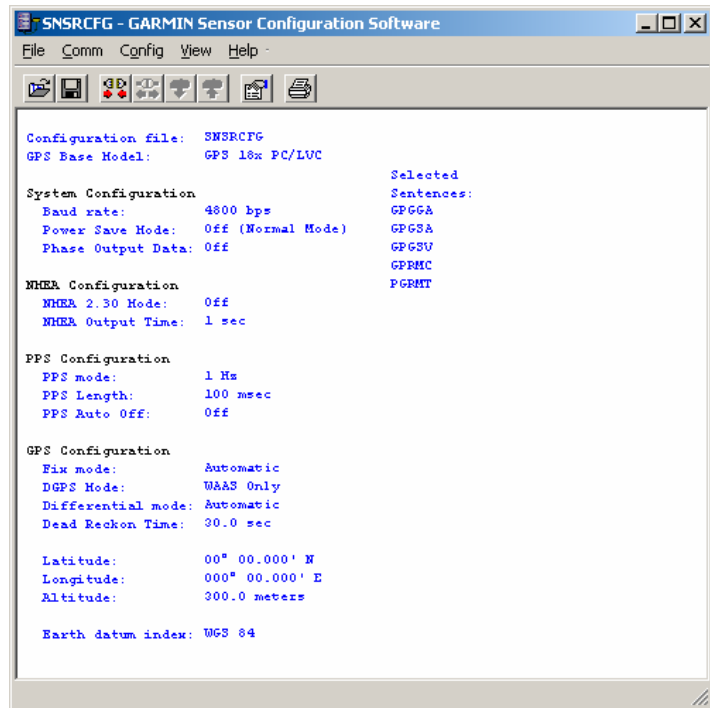 SNSRCFG - GARMIN Sensor Configuration Software
File Comm Config View Help
Configuration file: SNSRCFG
GPS Base Model: GPS 18x PC/LVC
Selected
System Configuration Sentences:
Baud rate: 4800 bps GPGGA
Power Save Mode: Off (Normal Mode) GPGSA
Phase Output Data: Off GPGSV
GPRMC
NMEA Configuration PGRMT
NMEA 2.30 Mode: Off
NMEA Output Time: 1 sec
PPS Configuration
PPS mode: 1 Hz
PPS Length: 100 msec
PPS Auto Off: Off
GPS Configuration
Fix mode: Automatic
DGPS Mode: WAAS Only
Differential mode: Automatic
Dead Reckon Time: 30.0 sec
Latitude: 00° 00.000' N
Longitude: 000° 00.000' E
Altitude: 300.0 meters
Earth datum index: WGS 84